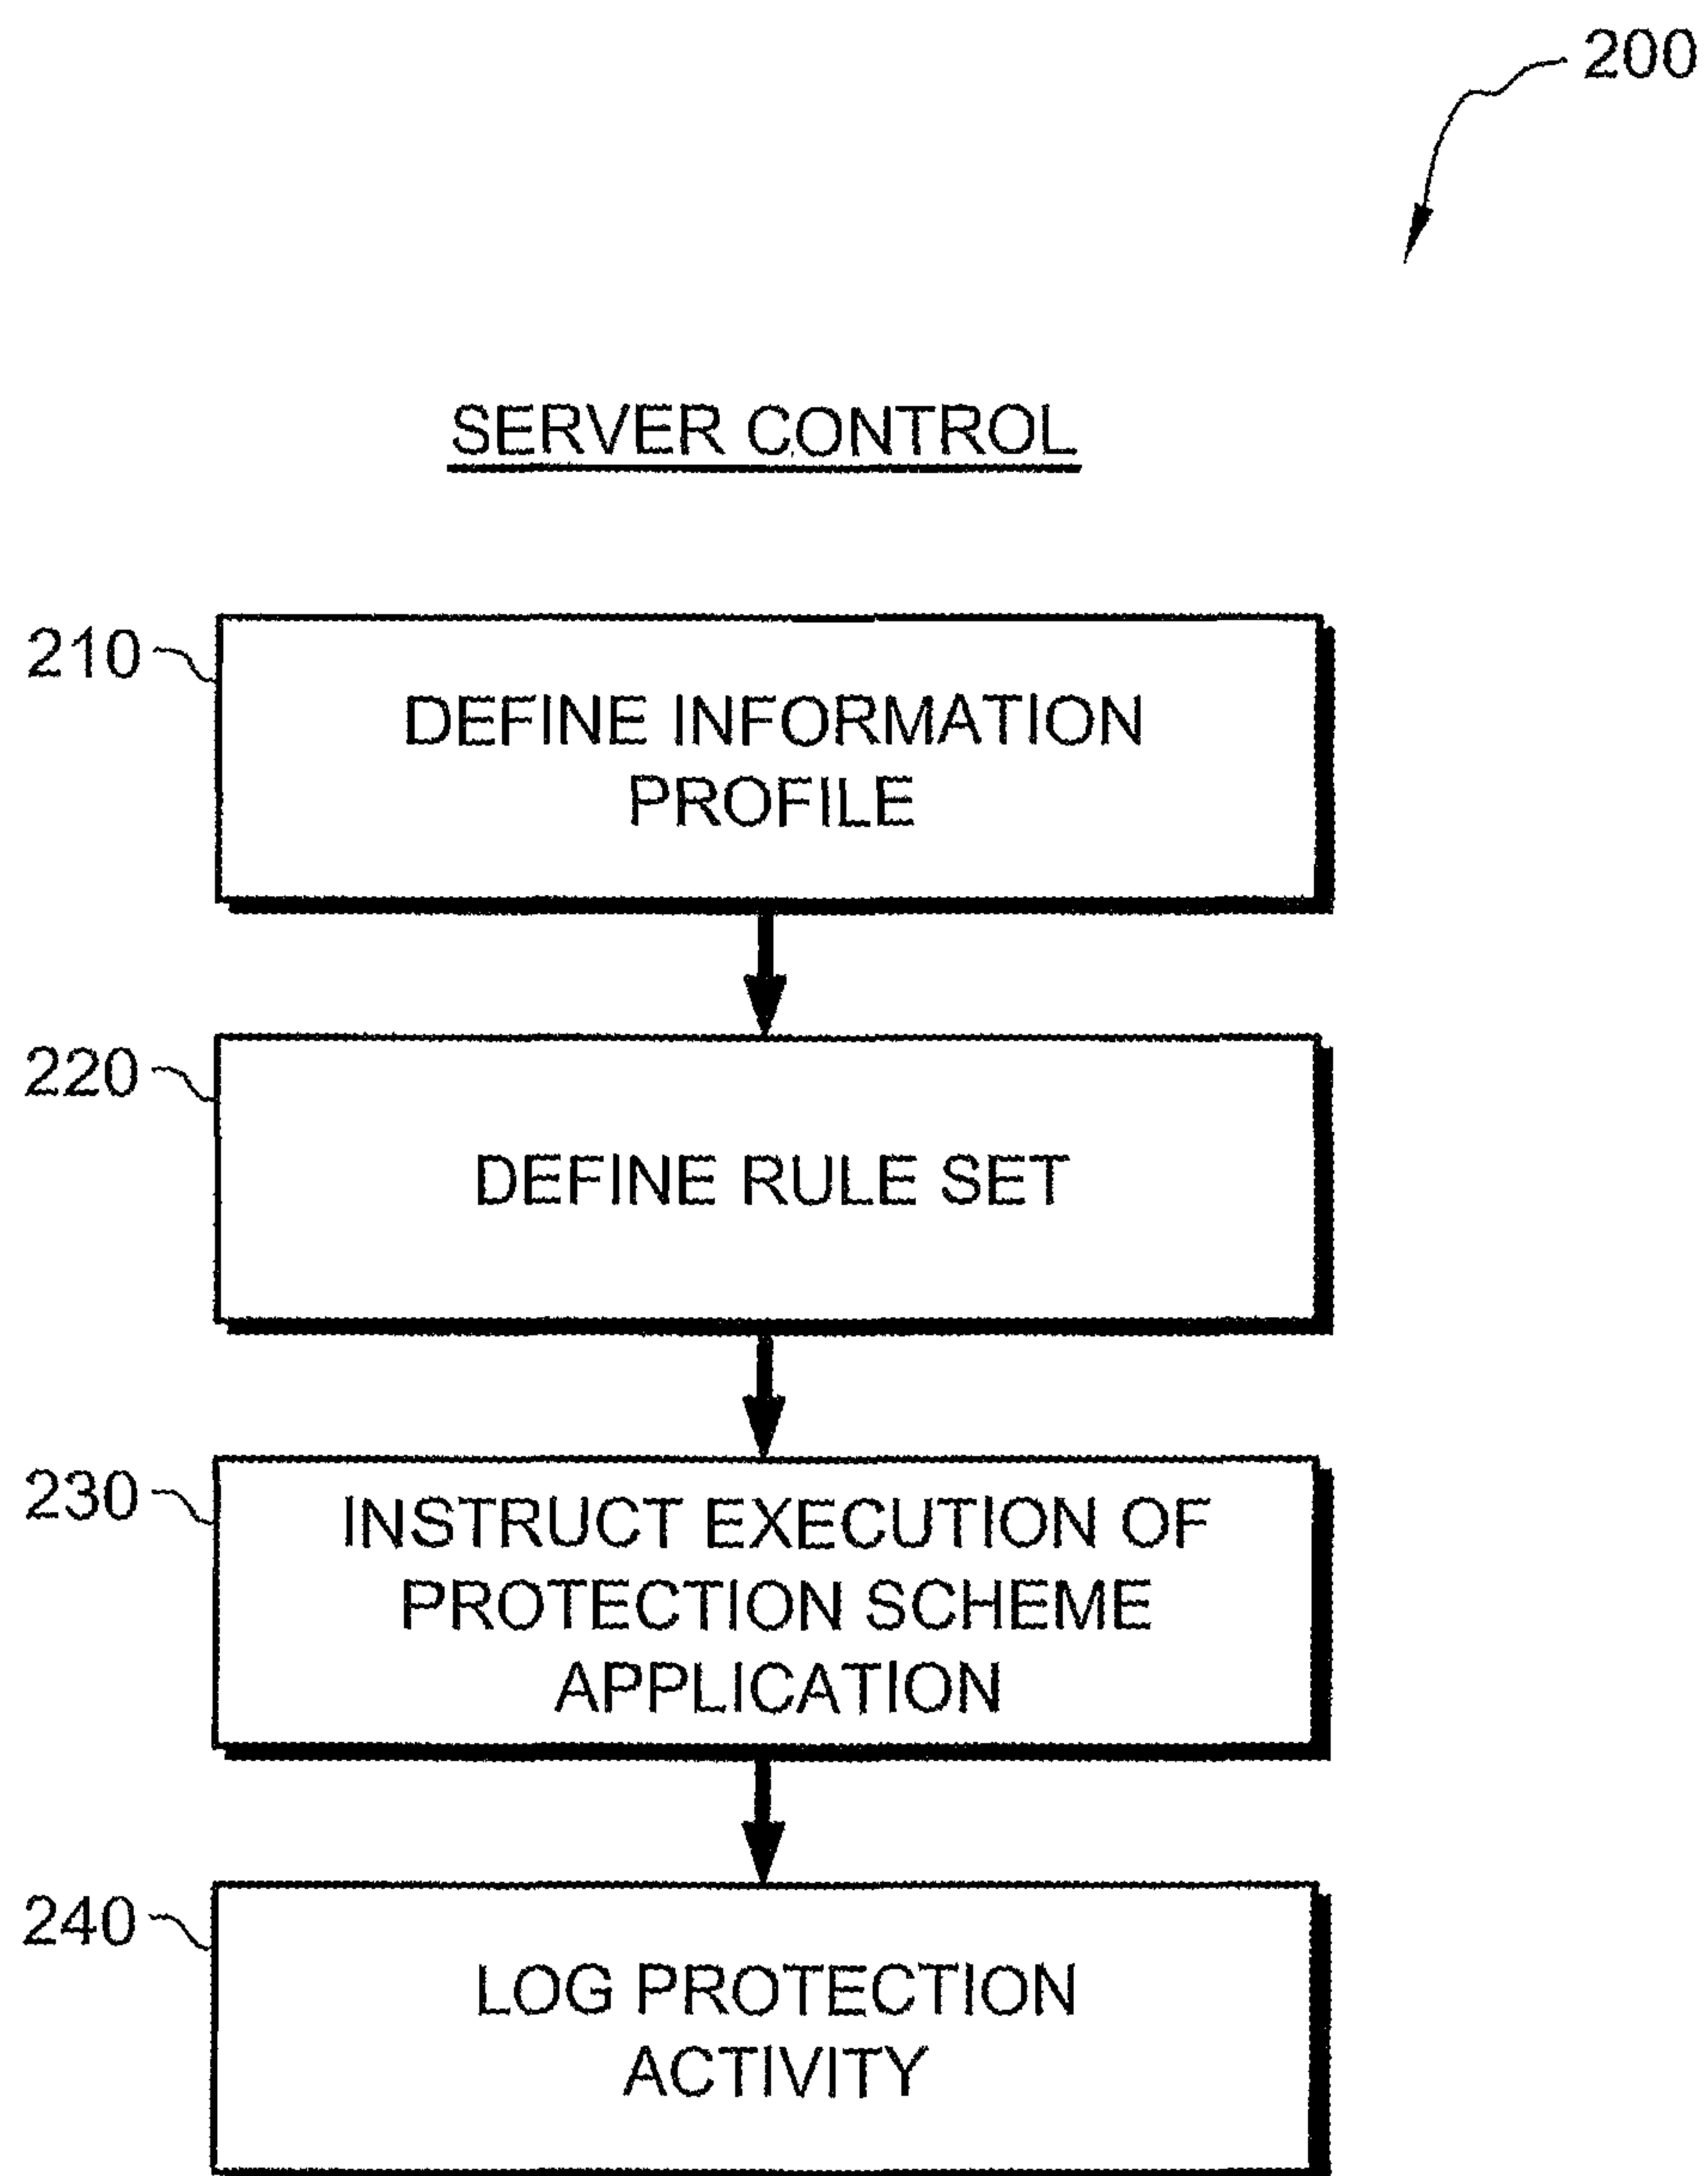 200
SERVER CONTROL
210
DEFINE INFORMATION
PROFILE
220
DEFINE RULE SET
230
INSTRUCT EXECUTION OF
PROTECTION SCHEME
APPLICATION
240
LOG PROTECTION
ACTIVITY